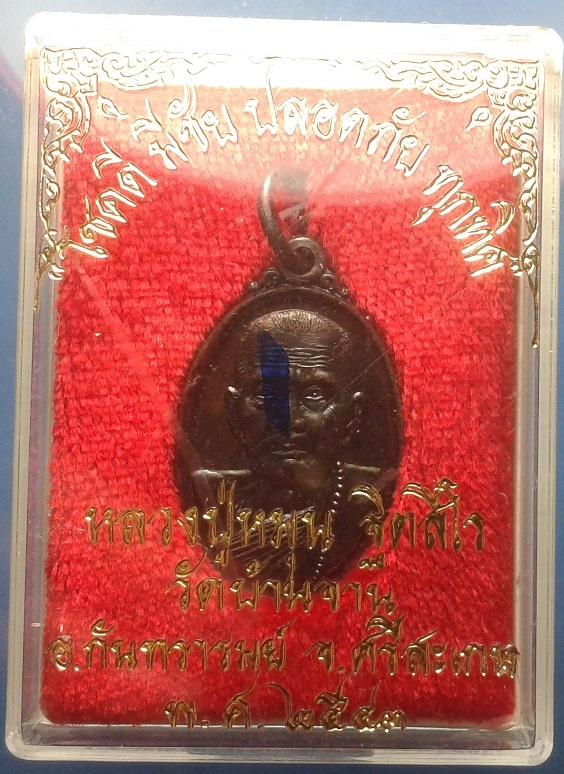 โชคดี มีชัย ปลอดภัย ทุกทิศ
หลวงปู่หมุน ฐิตสีโร
วัดบ้านจาน
อ.กันทรารมย์ จ.ศรีสะเกษ
พ.ศ.๒๕๔๓